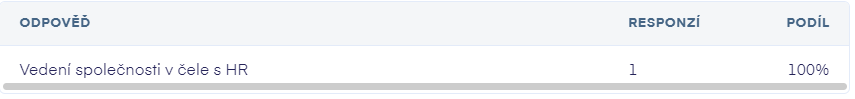 ODPOVĚĎ RESPONZÍ PODÍL
Vedení společnosti v čele s HR 1 100%